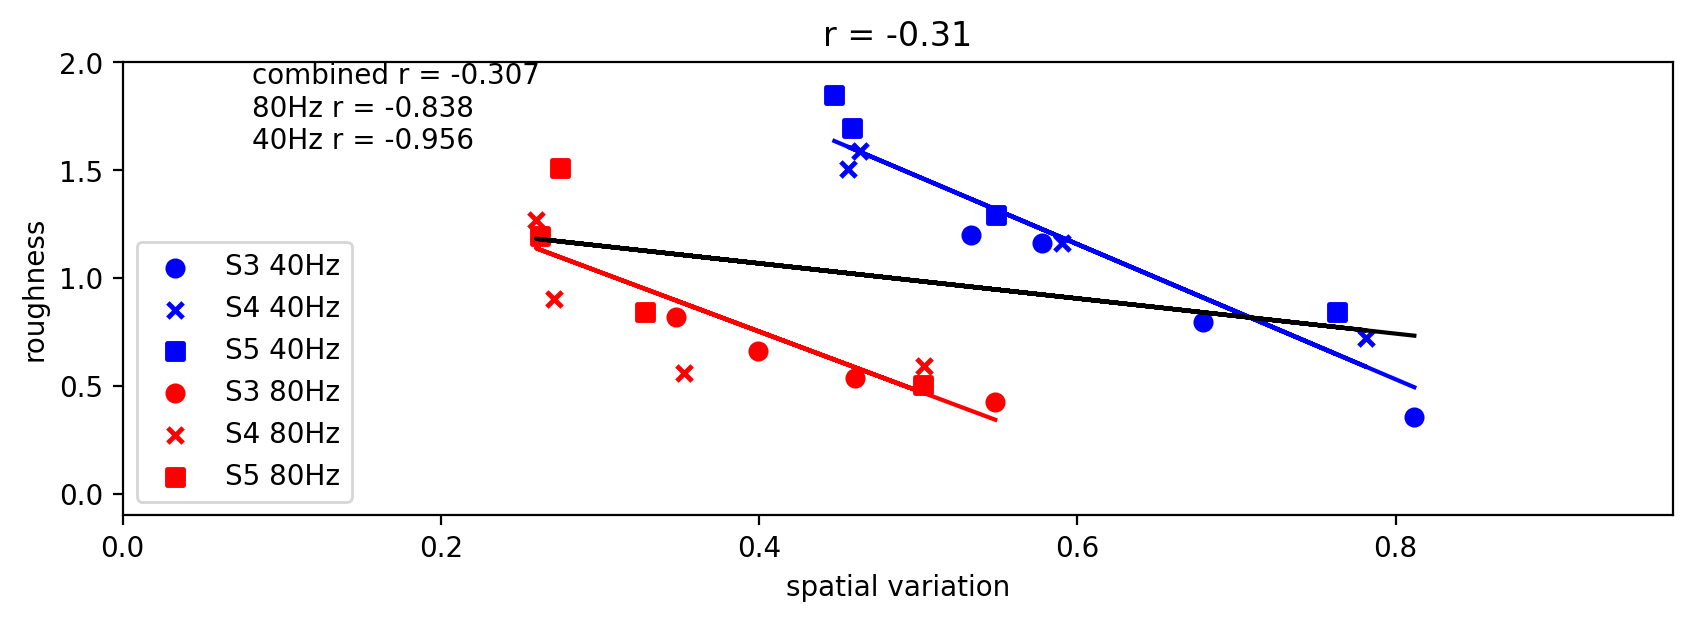 r = -0.31
combined r = -0.307
80Hz r = -0.838
40Hz r = -0.956
2.0
1.5
1.0
0.5
0.0
roughness
S3 40Hz
S4 40Hz
S5 40Hz
S3 80Hz
S4 80Hz
S5 80Hz
0.0 0.2 0.4 0.6 0.8
spatial variation